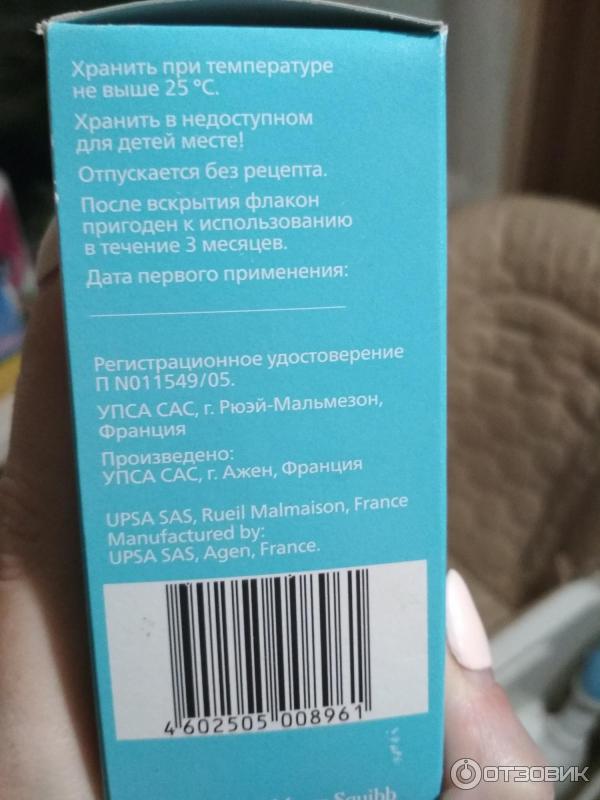 Хранить при температуре
не выше 25 °C.
Хранить в недоступном
для детей месте!
Отпускается без рецепта.
После вскрытия флакон
пригоден к использованию
в течение 3 месяцев.
Дата первого применения:
Регистрационное удостоверение
П N011549/05.
УПСА САС, г. Рюэй-Мальмезон,
Франция
Произведено:
УПСА САС, г. Ажен, Франция
UPSA SAS, Rueil Malmaison, France
Manufactured by:
UPSA SAS, Agen, France.
4 602505 008961
Squibb
ОТЗОВИК